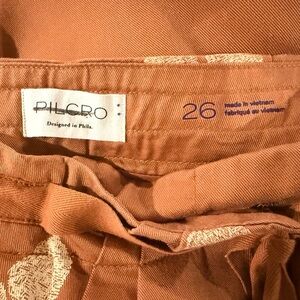 PILCRO
Designed in Phila.
26
made in vietnam
fabriqué au vietnam